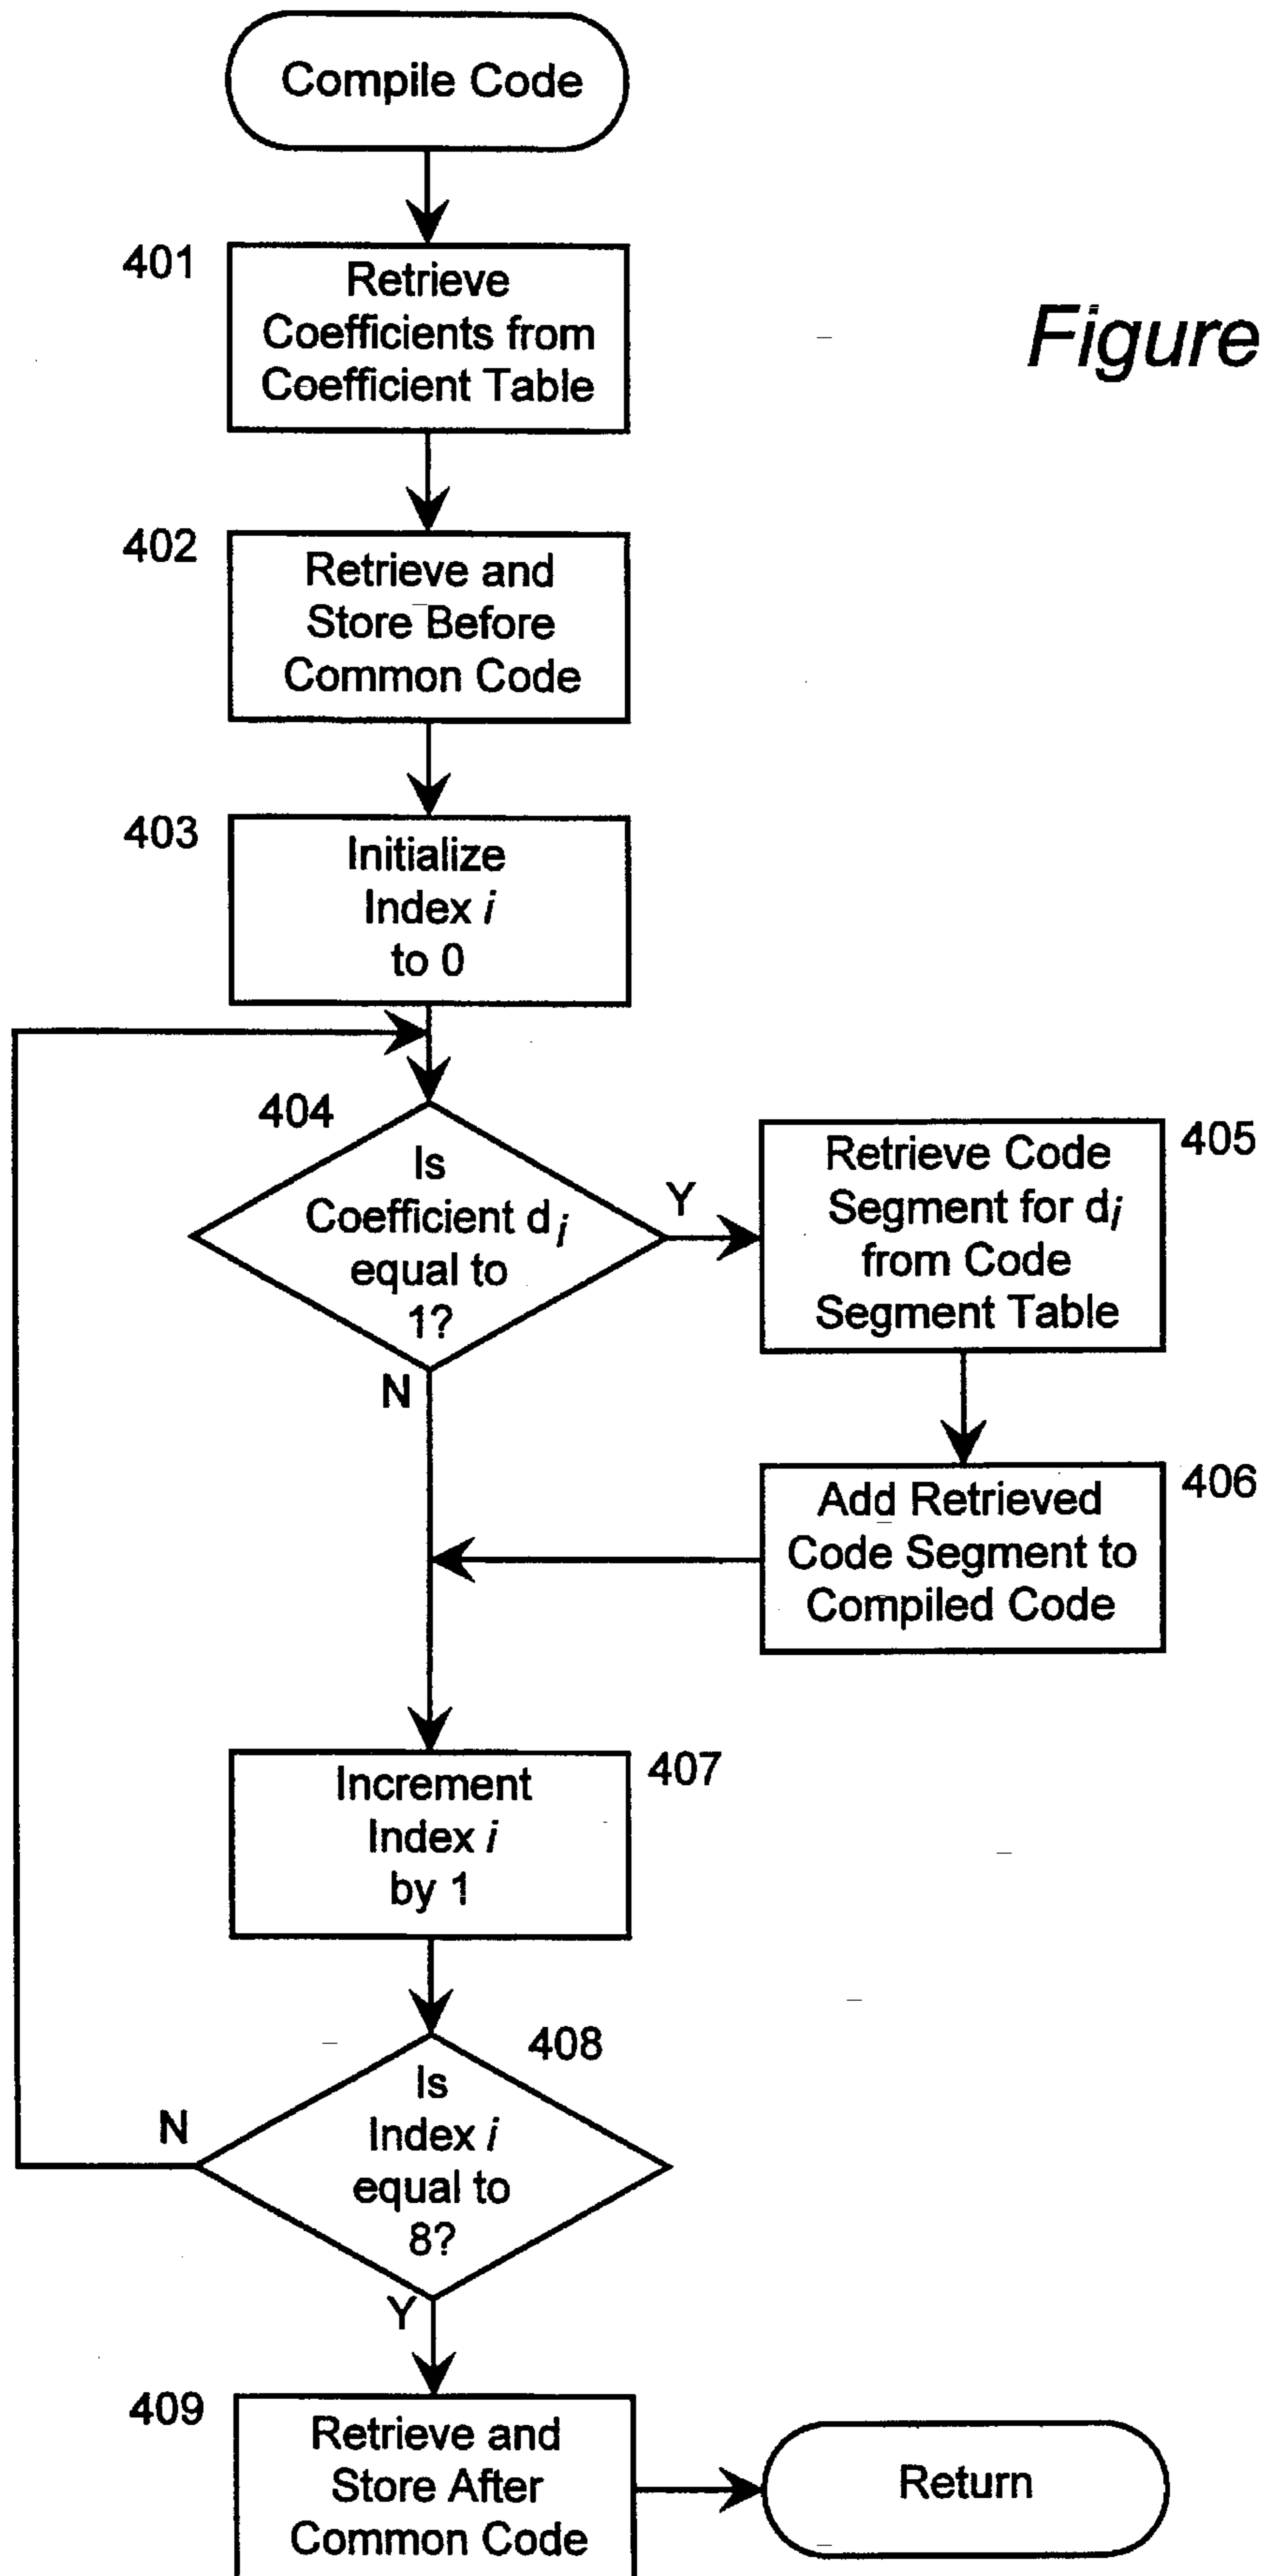 Compile Code
401
Retrieve
Coefficients from
Coefficient Table
Figure
402
Retrieve and
Store Before
Common Code
403
Initialize
Index i
to 0
404
Is
Coefficient di
equal to
1?
Y
N
405
Retrieve Code
Segment for di
from Code
Segment Table
406
Add Retrieved
Code Segment to
Compiled Code
407
Increment
Index i
by 1
408
Is
Index i
equal to
8?
N
Y
409
Retrieve and
Store After
Common Code
Return